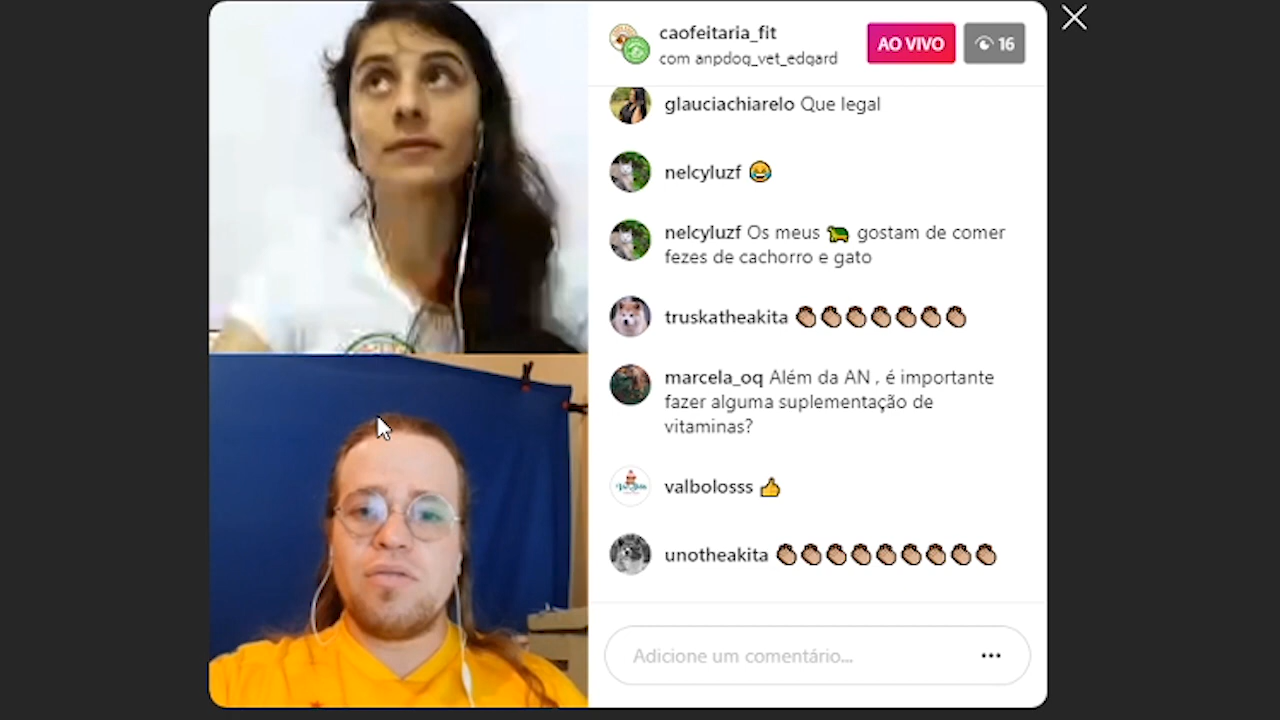 caofeitaria_fit
com anpdoq_vet_edgard
AO VIVO
16
glauciachiarelo Que legal
nelcyluzf 😂
nelcyluzf Os meus 🐢 gostam de comer
fezes de cachorro e gato
truskatheakita 👏🏼👏🏼👏🏼👏🏼👏🏼👏🏼👏🏼
marcela_oq Além da AN , é importante
fazer alguma suplementação de
vitaminas?
valbolosss 👍
unotheakita 👏🏼👏🏼👏🏼👏🏼👏🏼👏🏼👏🏼👏🏼👏🏼
Adicione um comentário...